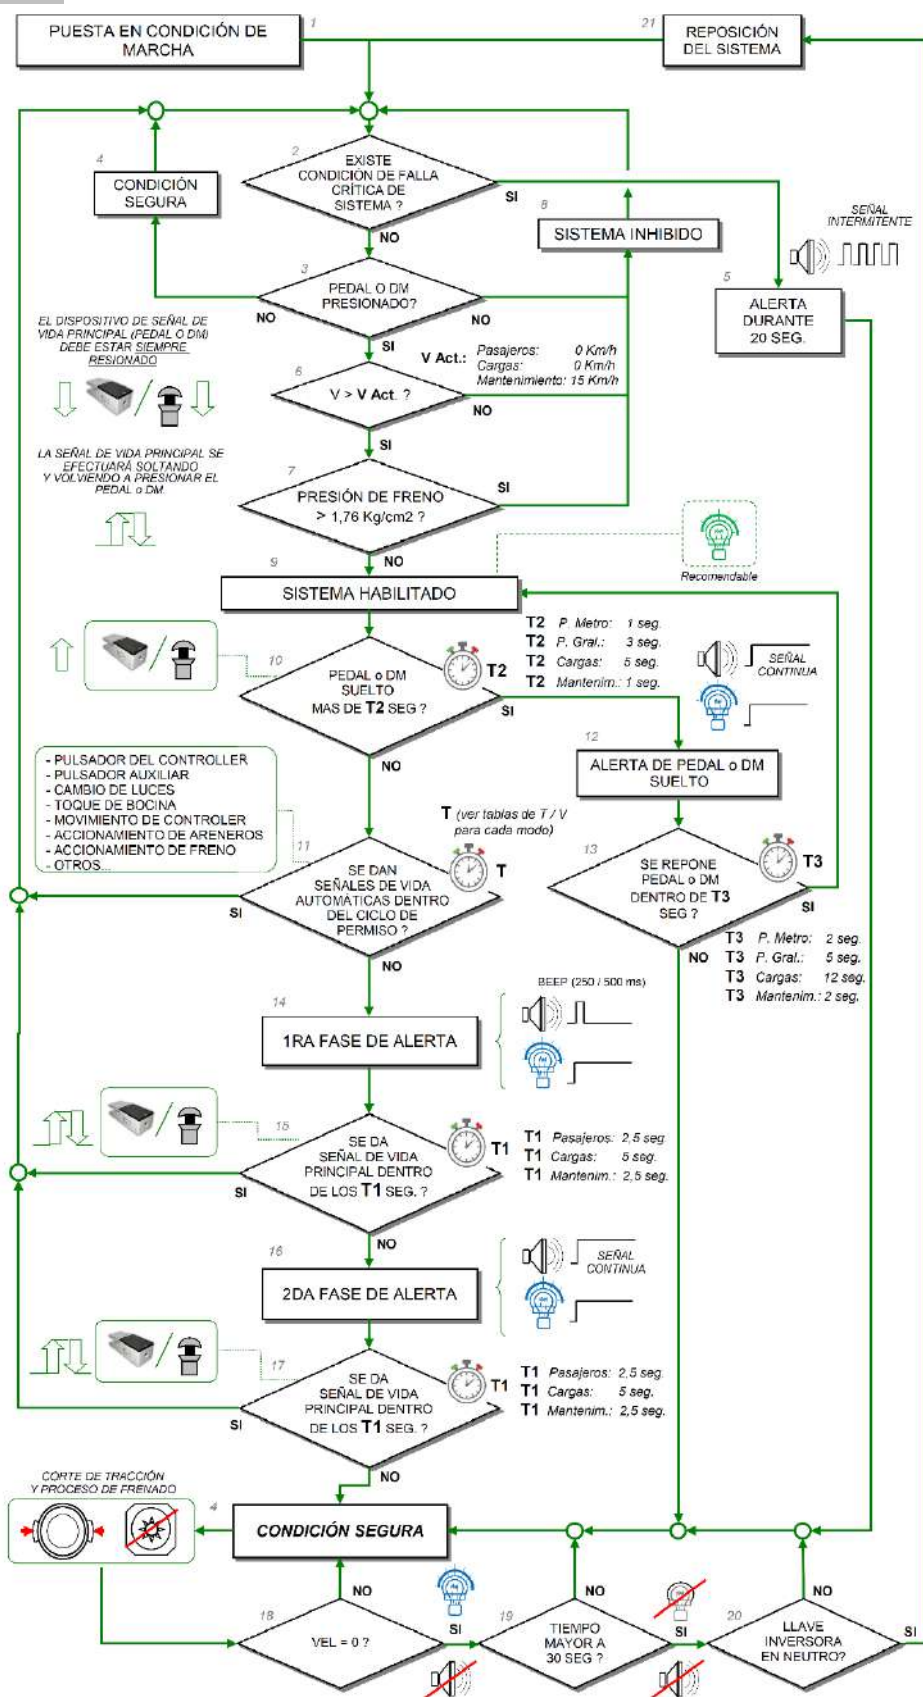 1
PUESTA EN CONDICIÓN DE
MARCHA
21
REPOSICIÓN
DEL SISTEMA
2
EXISTE
CONDICIÓN DE FALLA
CRÍTICA DE
SISTEMA ?
SI
NO
4
CONDICIÓN
SEGURA
8
SISTEMA INHIBIDO
SEÑAL
INTERMITENTE
5
ALERTA
DURANTE
20 SEG.
3
PEDAL O DM
PRESIONADO?
NO
NO
SI
EL DISPOSITIVO DE SEÑAL DE
VIDA PRINCIPAL (PEDAL O DM)
DEBE ESTAR SIEMPRE
RESIONADO
V Act.: Pasajeros: 0 Km/h
Cargas: 0 Km/h
Mantenimiento: 15 Km/h
6
V > V Act. ?
NO
SI
LA SEÑAL DE VIDA PRINCIPAL SE
EFECTUARÁ SOLTANDO
Y VOLVIENDO A PRESIONAR EL
PEDAL o DM
7
PRESIÓN DE FRENO
> 1,76 Kg/cm2 ?
SI
NO
Recomendable
9
SISTEMA HABILITADO
T2 P. Metro: 1 seg.
T2 P. Gral.: 3 seg.
T2 Cargas: 5 seg.
T2 Mantenim.: 1 seg.
SEÑAL
CONTINUA
10
PEDAL o DM
SUELTO
MAS DE T2 SEG ?
T2
SI
NO
12
ALERTA DE PEDAL o DM
SUELTO
- PULSADOR DEL CONTROLLER
- PULSADOR AUXILIAR
- CAMBIO DE LUCES
- TOQUE DE BOCINA
- MOVIMIENTO DE CONTROLER
- ACCIONAMIENTO DE ARENEROS
- ACCIONAMIENTO DE FRENO
- OTROS...
T (ver tablas de T / V
para cada modo)
11
SE DAN
SEÑALES DE VIDA
AUTOMÁTICAS DENTRO
DEL CICLO DE
PERMISO ?
T
SI
NO
13
SE REPONE
PEDAL o DM
DENTRO DE T3
SEG ?
T3
SI
NO
T3 P. Metro: 2 seg.
T3 P. Gral.: 5 seg.
T3 Cargas: 12 seg.
T3 Mantenim.: 2 seg.
14
1RA FASE DE ALERTA
BEEP (250 / 500 ms)
15
SE DA
SEÑAL DE VIDA
PRINCIPAL DENTRO
DE LOS T1 SEG. ?
T1
SI
NO
T1 Pasajeros: 2,5 seg
T1 Cargas: 5 seg.
T1 Mantenim.: 2,5 seg.
16
2DA FASE DE ALERTA
SEÑAL
CONTINUA
17
SE DA
SEÑAL DE VIDA
PRINCIPAL DENTRO
DE LOS T1 SEG. ?
T1
SI
NO
T1 Pasajeros: 2,5 seg.
T1 Cargas: 5 seg.
T1 Mantenim.: 2,5 seg.
CORTE DE TRACCIÓN
Y PROCESO DE FRENADO
4
CONDICIÓN SEGURA
NO
NO
NO
18
VEL = 0 ?
SI
19
TIEMPO
MAYOR A
30 SEG ?
SI
20
LLAVE
INVERSORA
EN NEUTRO?
SI